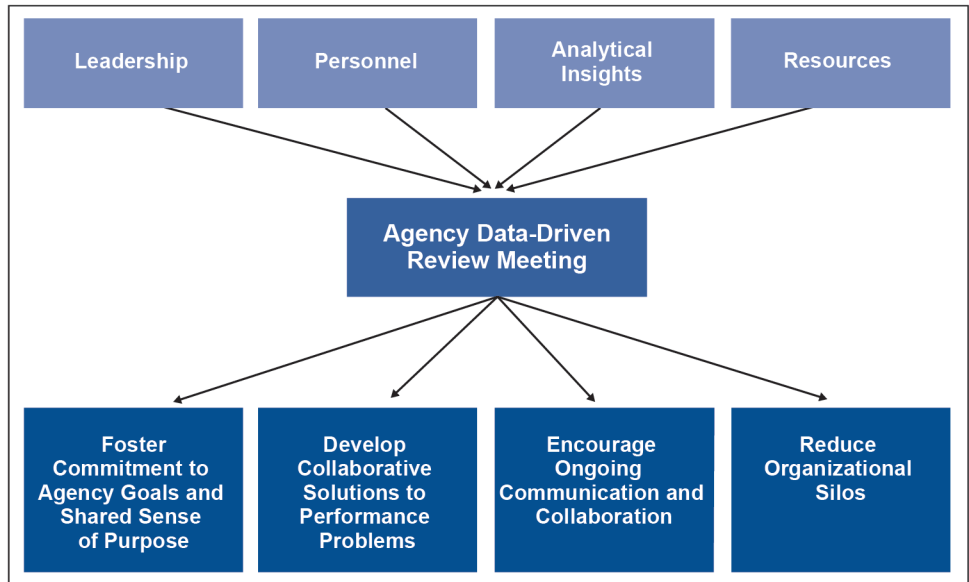 Leadership
Personnel
Analytical
Insights
Resources
Agency Data-Driven
Review Meeting
Foster
Commitment to
Agency Goals and
Shared Sense
of Purpose
Develop
Collaborative
Solutions to
Performance
Problems
Encourage
Ongoing
Communication and
Collaboration
Reduce
Organizational
Silos